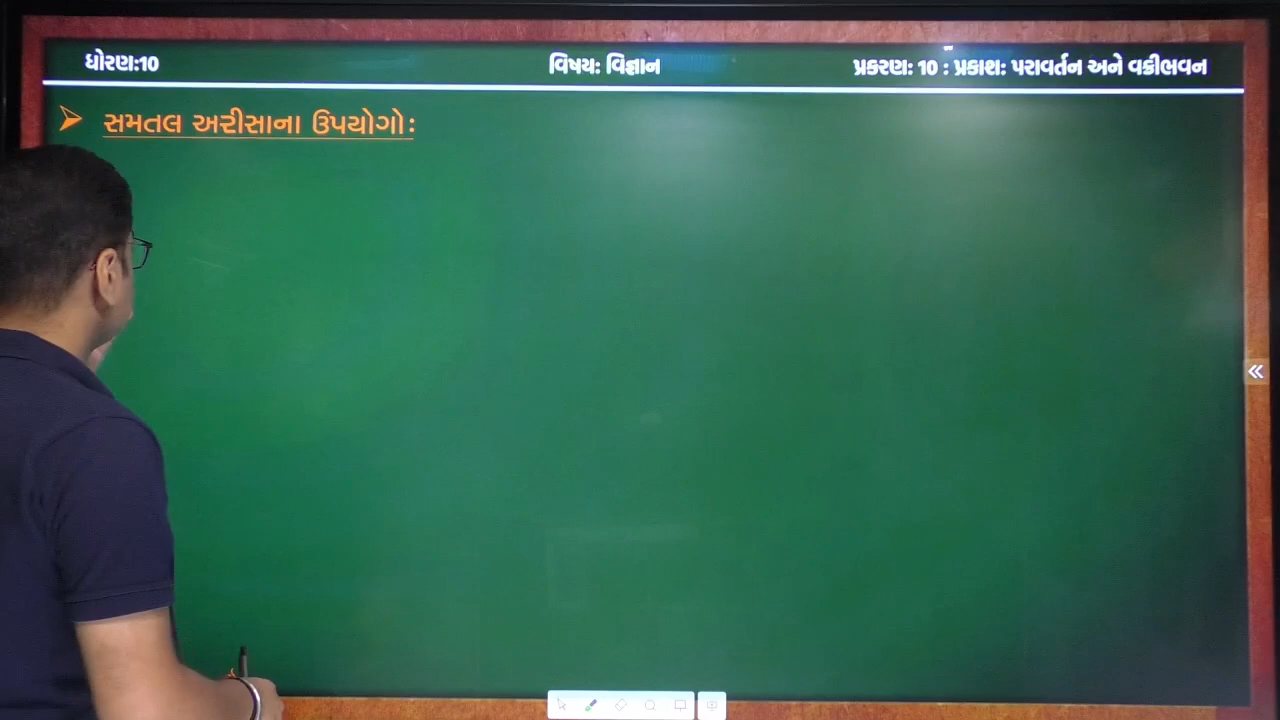 ધોરણ:10 વિષય: વિજ્ઞાન પ્રકરણ: 10 : પ્રકાશ: પરાવર્તન અને વક્રીભવન
સમતલ અરીસાના ઉપયોગો: